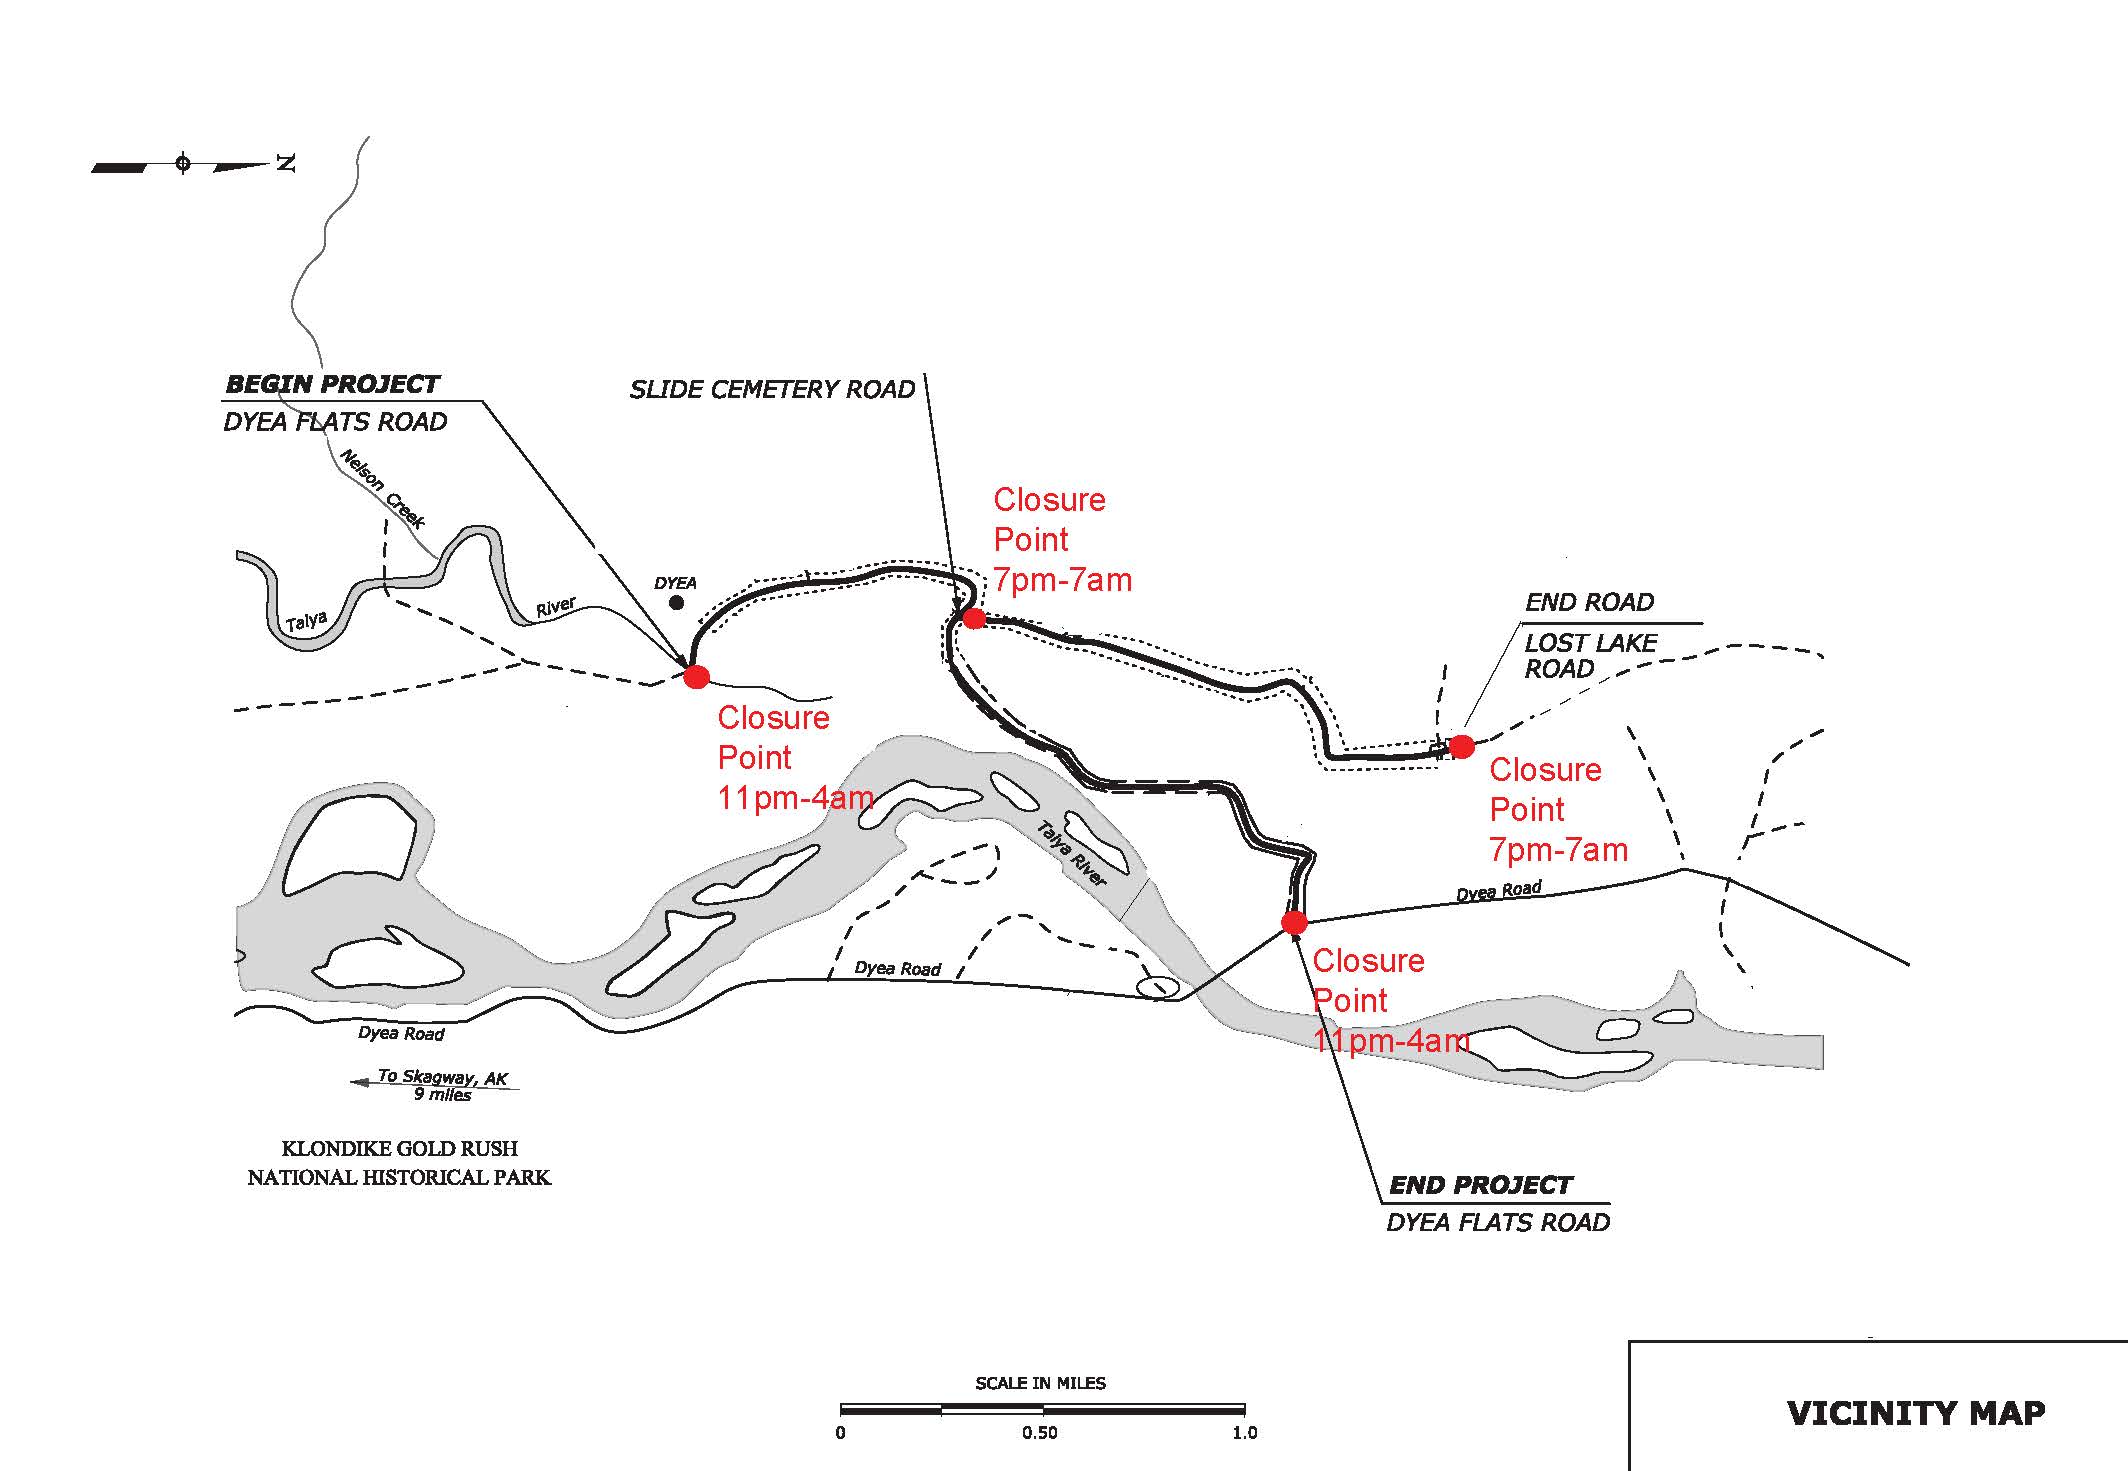 N
BEGIN PROJECT
DYEA FLATS ROAD
SLIDE CEMETERY ROAD
Nelson Creek
Closure
Point
7pm-7am
DYEA
Taiya
River
END ROAD
LOST LAKE
ROAD
Closure
Point
11pm-4am
Closure
Point
7pm-7am
Taiya River
Dyea Road
Dyea Road
Closure
Point
11pm-4am
Dyea Road
To Skagway, AK
9 miles
KLONDIKE GOLD RUSH
NATIONAL HISTORICAL PARK
END PROJECT
DYEA FLATS ROAD
SCALE IN MILES
0 0.50 1.0
VICINITY MAP